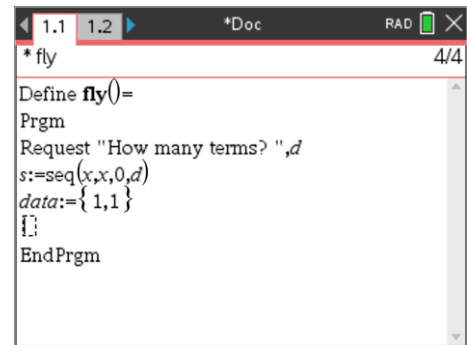 1.1 1.2 *Doc RAD
* fly 4/4
Define fly()=
Prgm
Request "How many terms? ",d
s:=seq(x,x,0,d)
data:={1,1}
EndPrgm